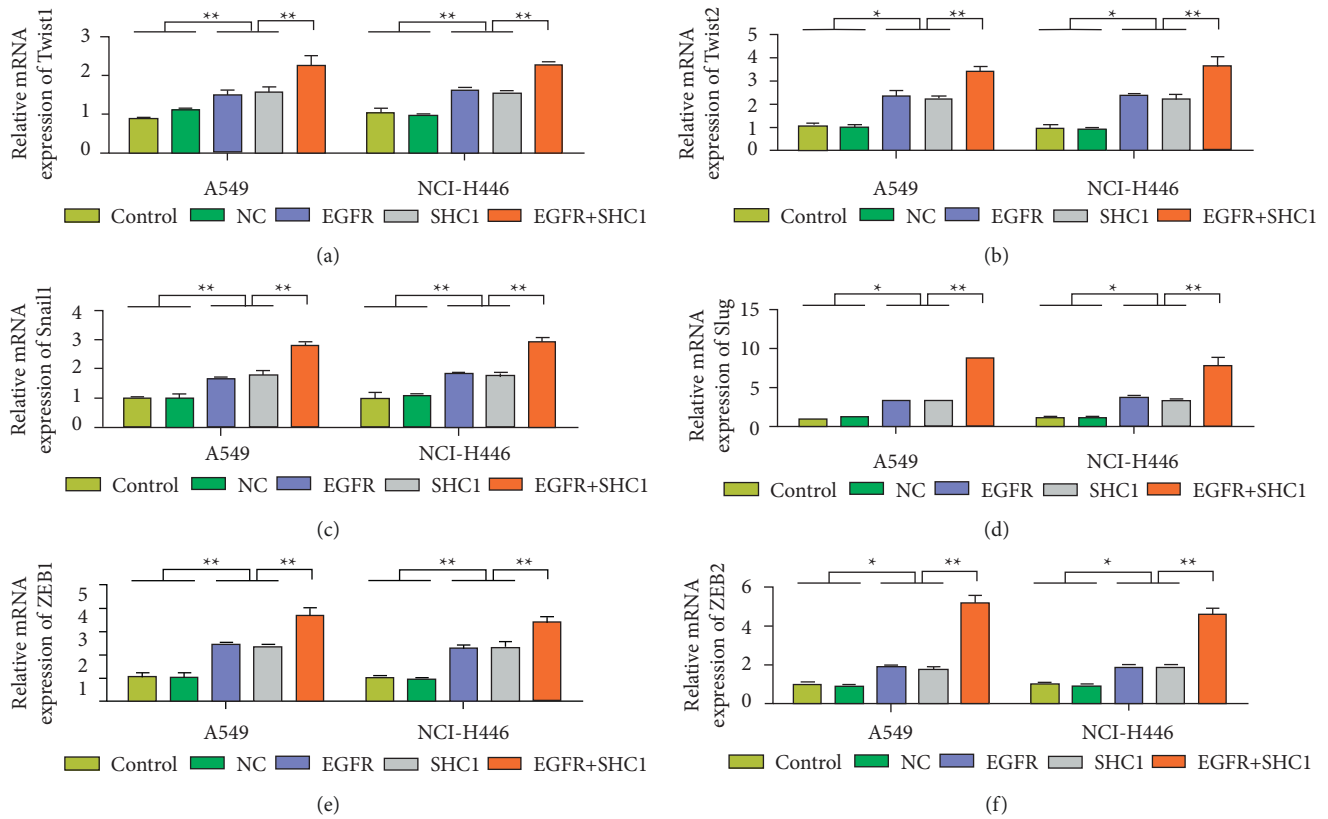 ** ** ** **
Relative mRNA
expression of Twist1
3
2
1
0
A549 NCI-H446
Control NC EGFR SHC1 EGFR+SHC1
(a)
* ** * **
Relative mRNA
expression of Twist2
5
4
3
2
1
0
A549 NCI-H446
Control NC EGFR SHC1 EGFR+SHC1
(b)
** ** ** **
Relative mRNA
expression of Snail1
4
3
2
1
0
A549 NCI-H446
Control NC EGFR SHC1 EGFR+SHC1
(c)
* ** * **
Relative mRNA
expression of Slug
15
10
5
0
A549 NCI-H446
Control NC EGFR SHC1 EGFR+SHC1
(d)
** ** ** **
Relative mRNA
expression of ZEB1
5
4
3
2
1
A549 NCI-H446
Control NC EGFR SHC1 EGFR+SHC1
(e)
* ** * **
Relative mRNA
expression of ZEB2
6
4
2
0
A549 NCI-H446
Control NC EGFR SHC1 EGFR+SHC1
(f)